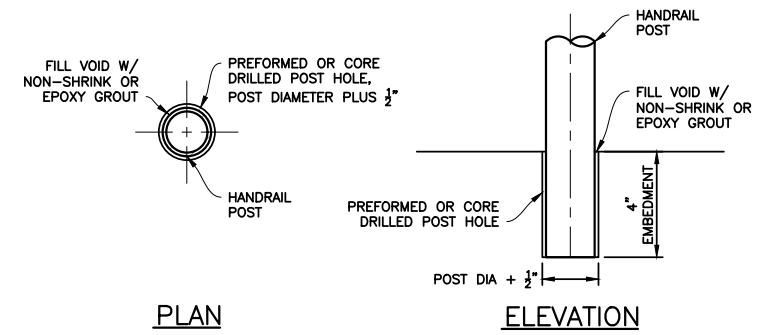 FILL VOID W/
NON-SHRINK OR
EPOXY GROUT
PREFORMED OR CORE
DRILLED POST HOLE,
POST DIAMETER PLUS 1/2"
HANDRAIL
POST
PLAN
HANDRAIL
POST
FILL VOID W/
NON-SHRINK OR
EPOXY GROUT
PREFORMED OR CORE
DRILLED POST HOLE
4"
EMBEDMENT
POST DIA + 1/2"
ELEVATION